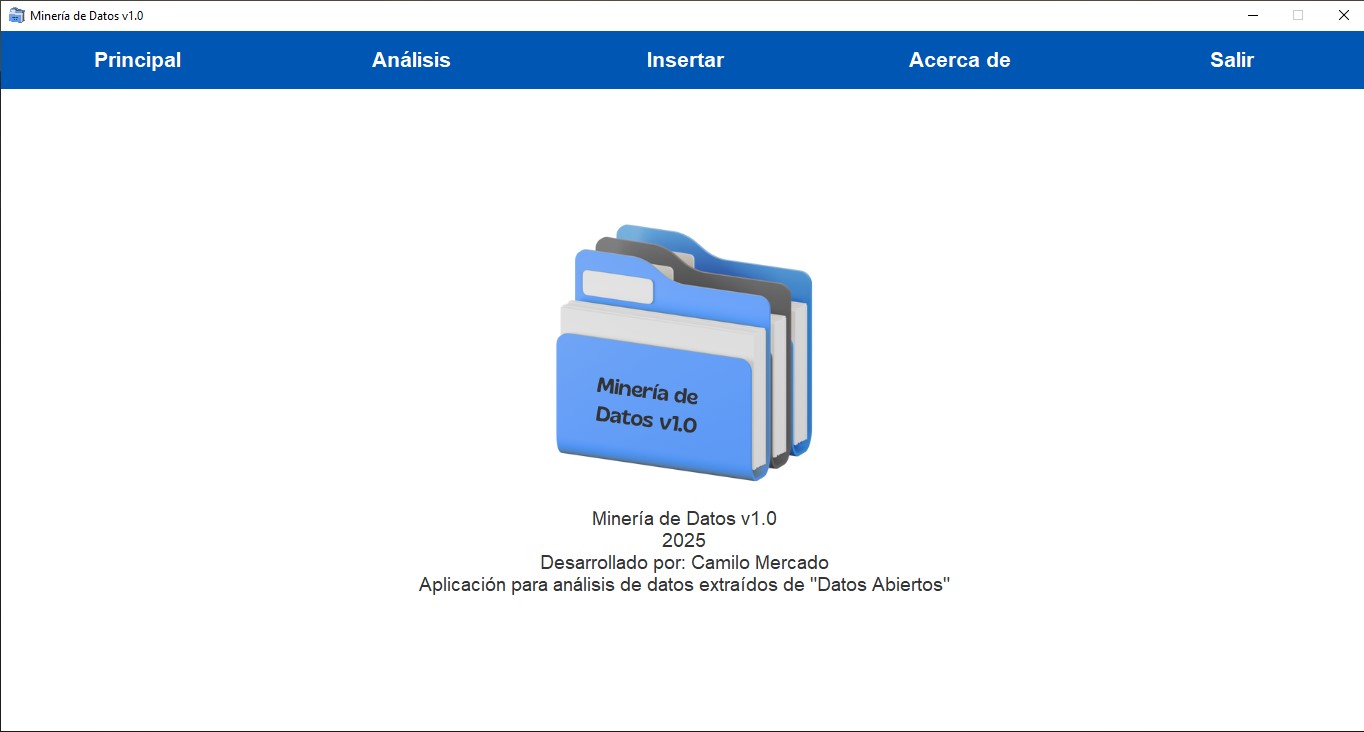 Minería de Datos v1.0
Principal Análisis Insertar Acerca de Salir
Minería de
Datos v1.0
Minería de Datos v1.0
2025
Desarrollado por: Camilo Mercado
Aplicación para análisis de datos extraídos de "Datos Abiertos"